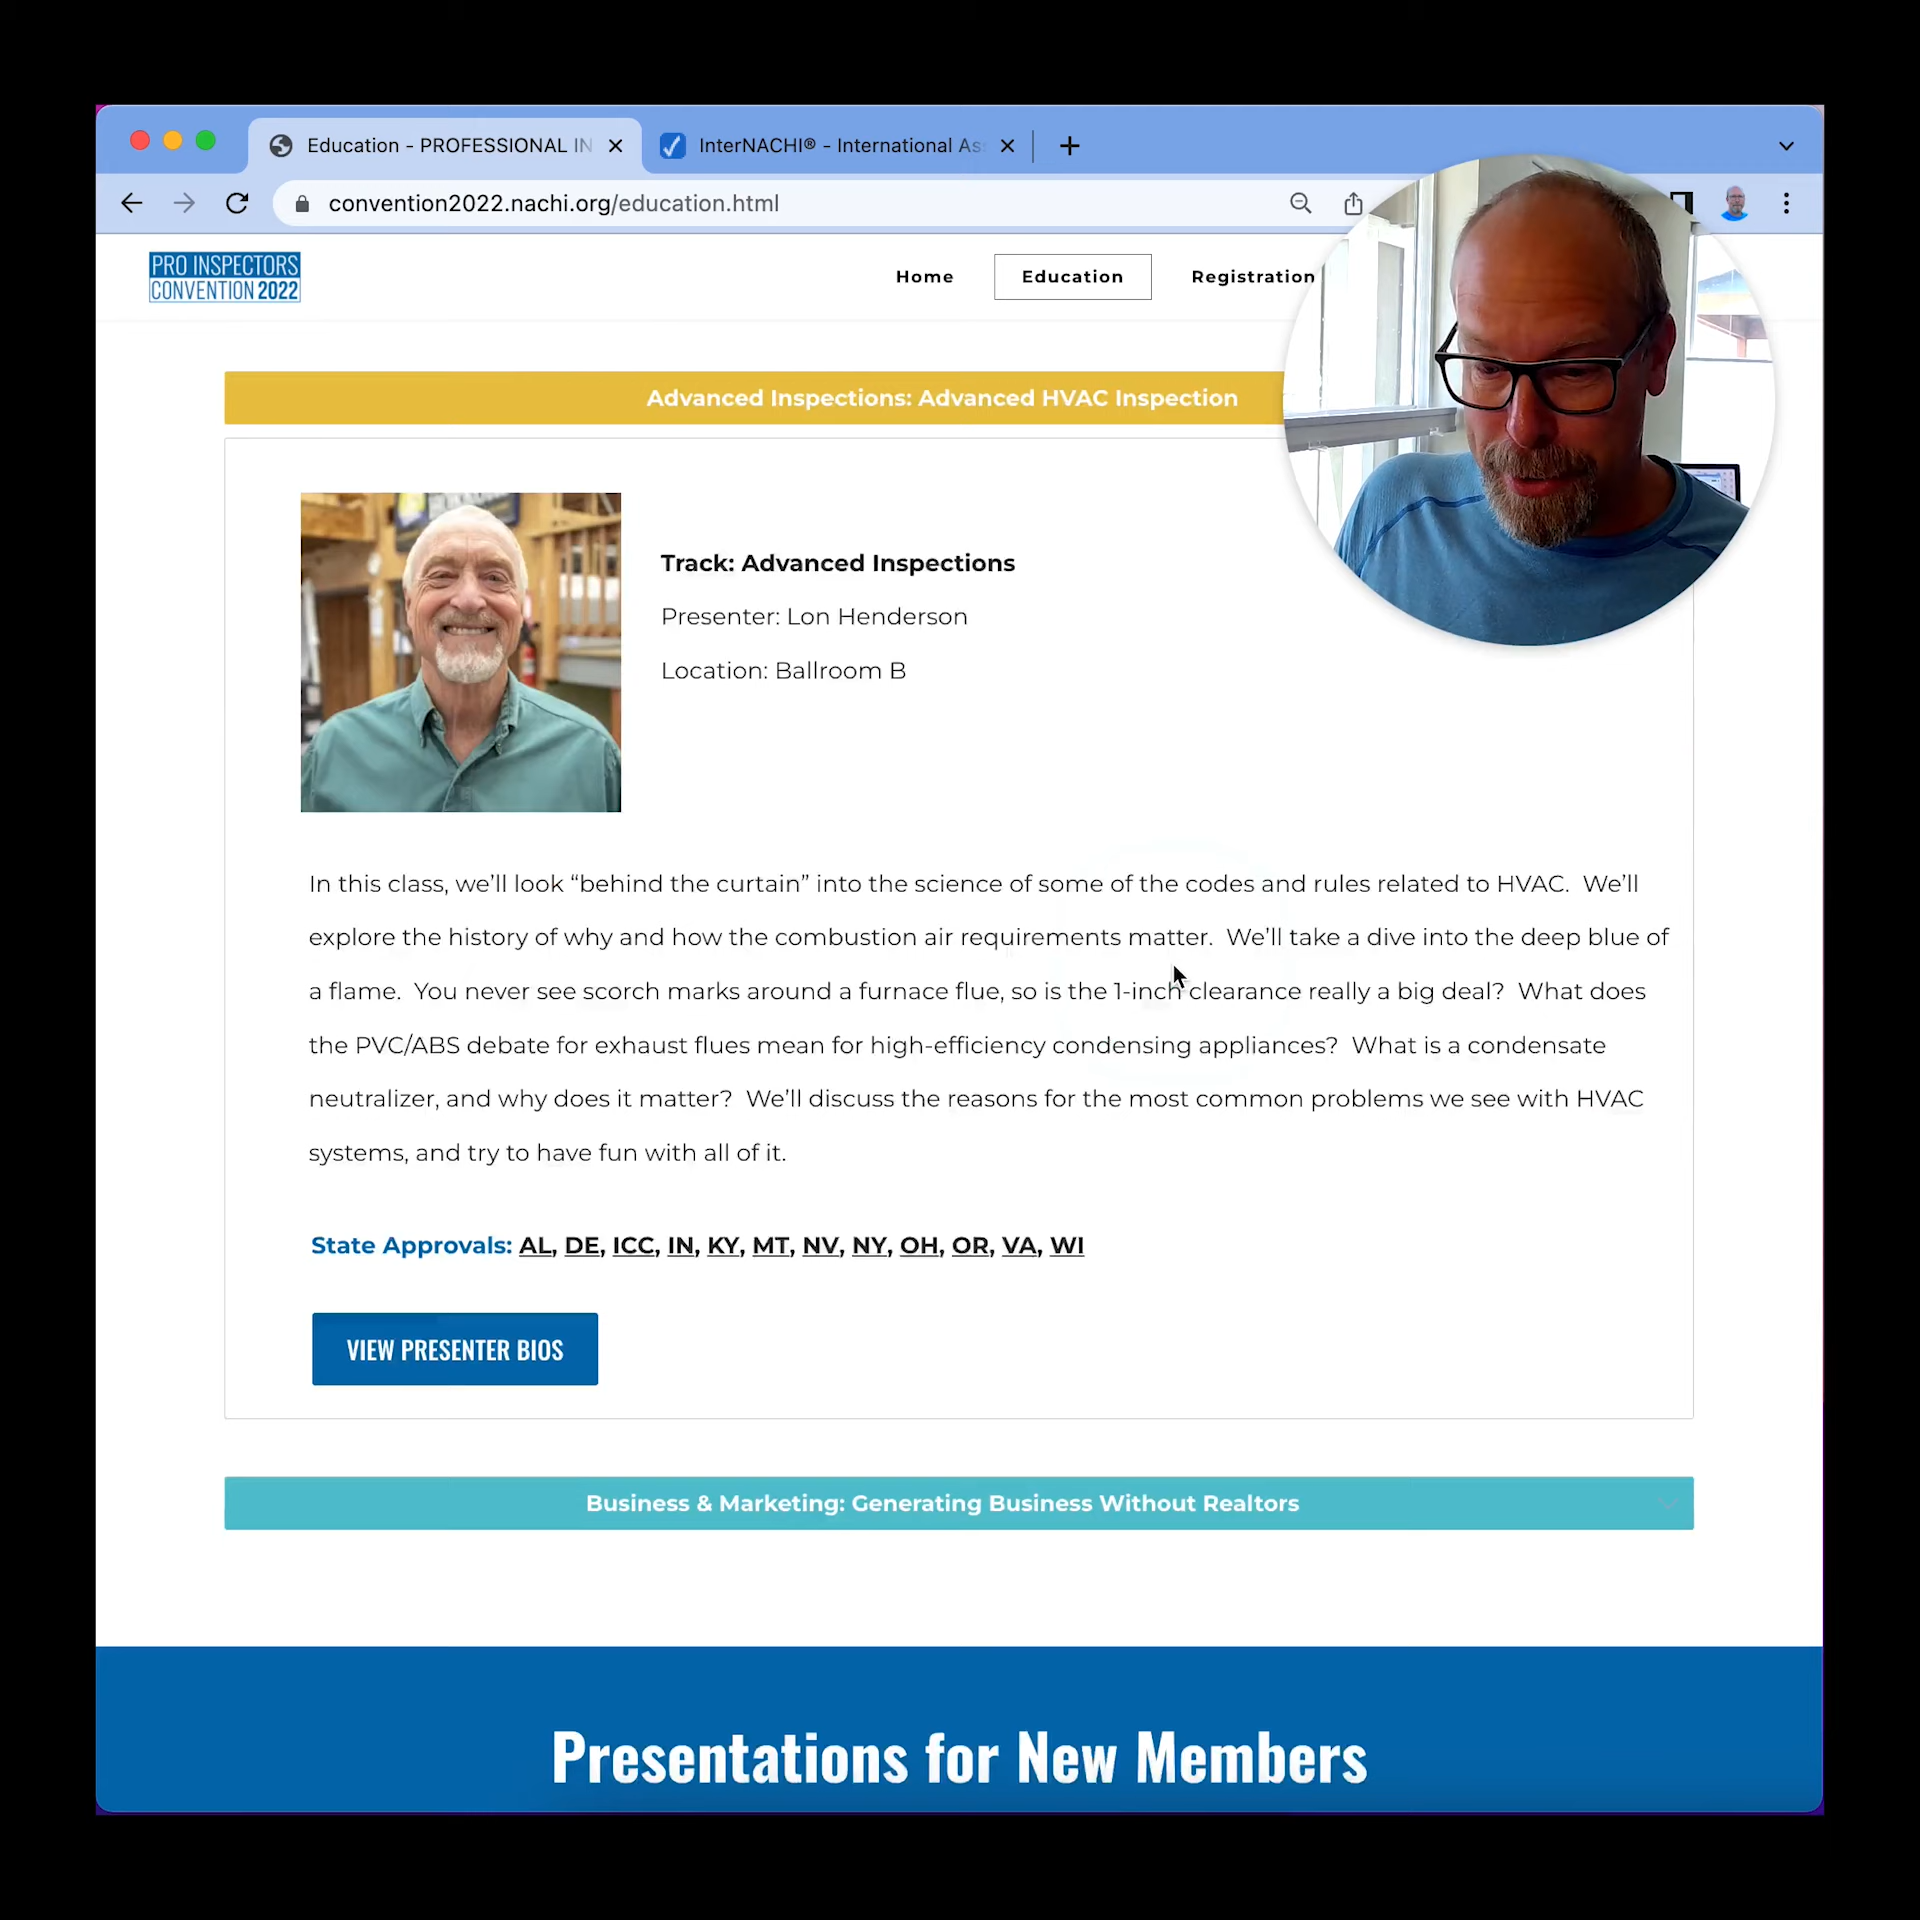 Education - PROFESSIONAL IN
InterNACHI® - International As
convention2022.nachi.org/education.html
PRO INSPECTORS
CONVENTION 2022
Home
Education
Registration
Advanced Inspections: Advanced HVAC Inspection
Track: Advanced Inspections
Presenter: Lon Henderson
Location: Ballroom B
In this class, we’ll look “behind the curtain” into the science of some of the codes and rules related to HVAC. We’ll
explore the history of why and how the combustion air requirements matter. We’ll take a dive into the deep blue of
a flame. You never see scorch marks around a furnace flue, so is the 1-inch clearance really a big deal? What does
the PVC/ABS debate for exhaust flues mean for high-efficiency condensing appliances? What is a condensate
neutralizer, and why does it matter? We’ll discuss the reasons for the most common problems we see with HVAC
systems, and try to have fun with all of it.
State Approvals: AL, DE, ICC, IN, KY, MT, NV, NY, OH, OR, VA, WI
VIEW PRESENTER BIOS
Business & Marketing: Generating Business Without Realtors
Presentations for New Members